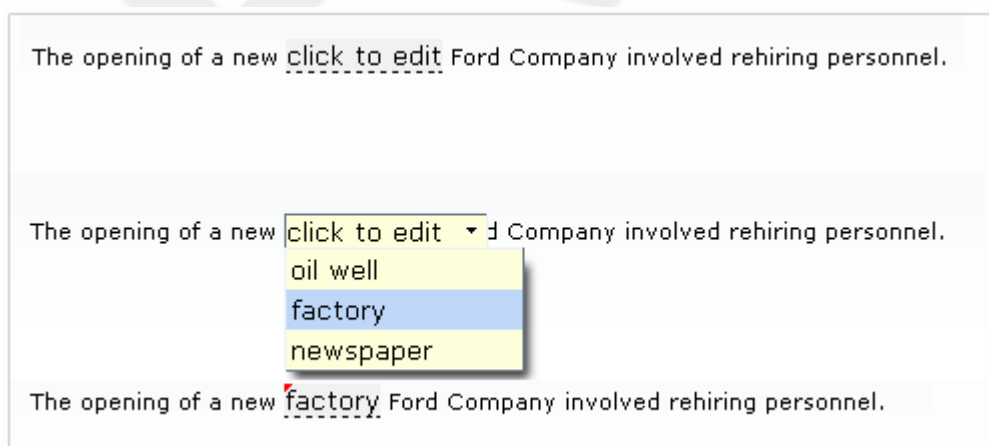 The opening of a new click to edit Ford Company involved rehiring personnel.
The opening of a new click to edit d Company involved rehiring personnel.
oil well
factory
newspaper
The opening of a new factory Ford Company involved rehiring personnel.